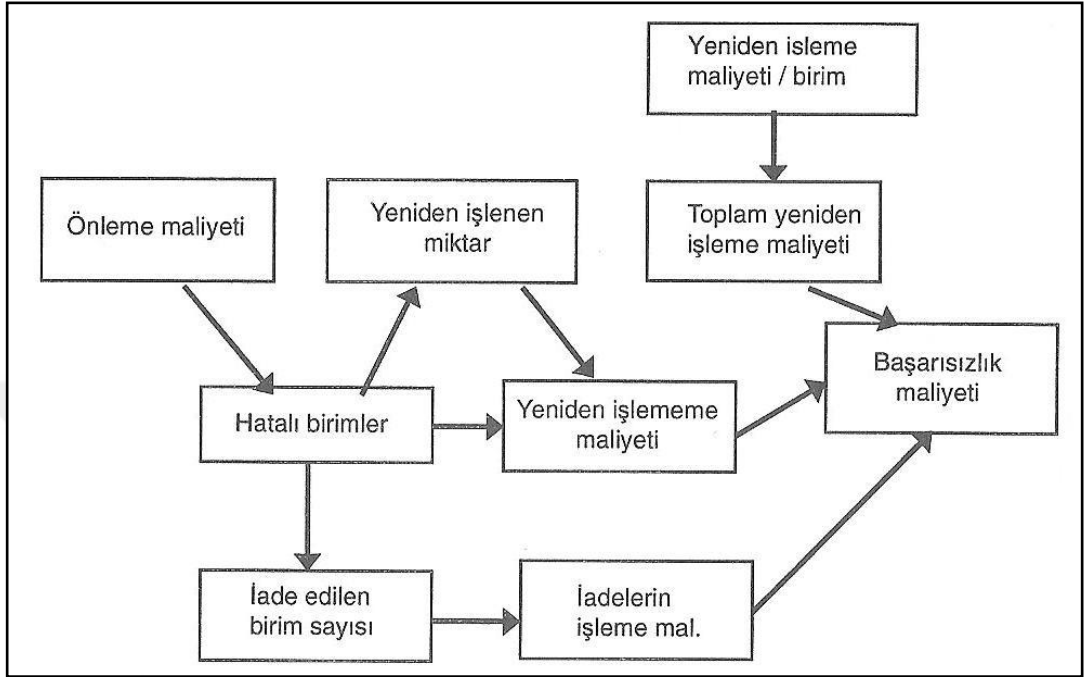 Yeniden isleme
maliyeti / birim
Önleme maliyeti
Yeniden işlenen
miktar
Toplam yeniden
işleme maliyeti
Başarısızlık
maliyeti
Hatalı birimler
Yeniden işlememe
maliyeti
İade edilen
birim sayısı
İadelerin
işleme mal.